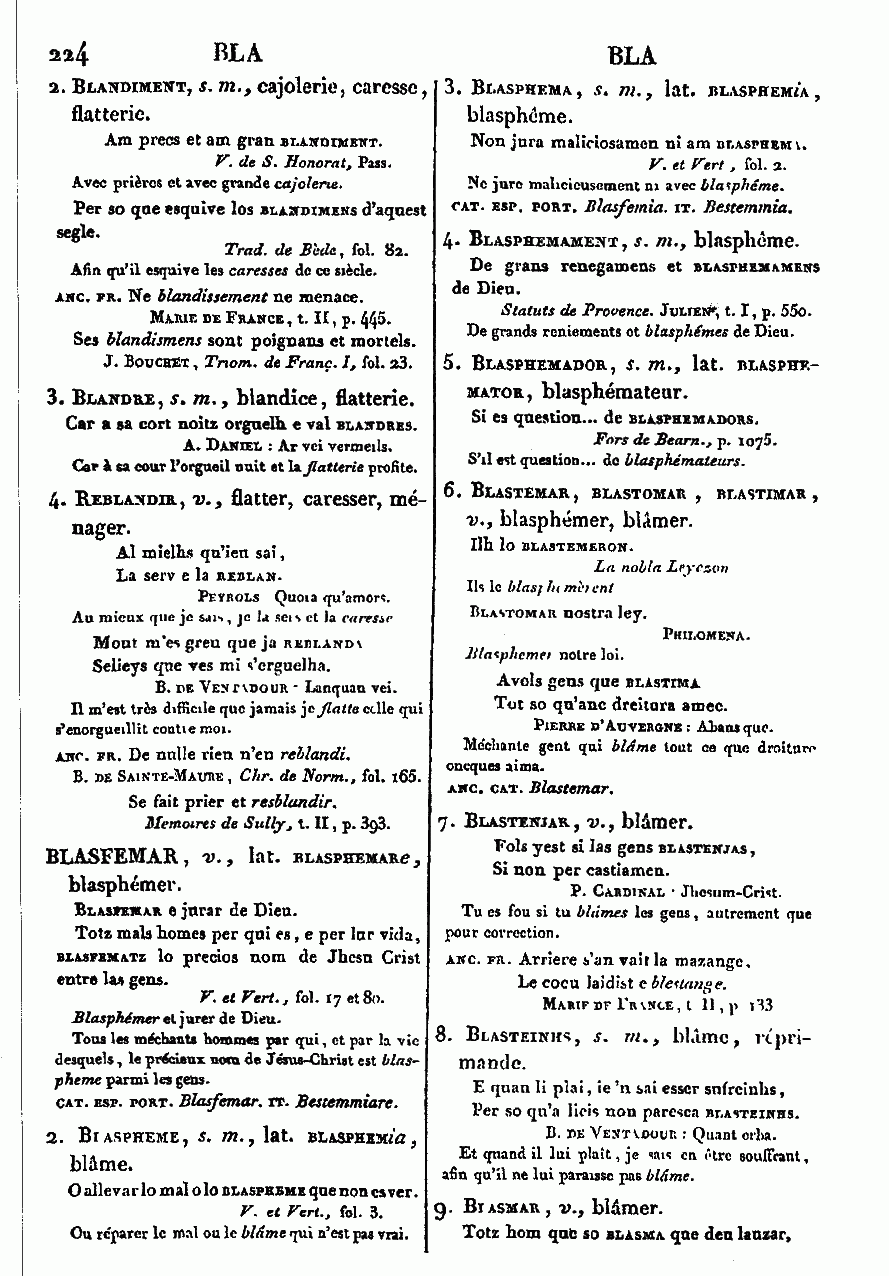 224 BLA BLA
2. Blandiment, s. m., cajolerie, caresse,
flatterie.
Am precs et am gran blandiment.
V. de S. Honorat, Pass.
Avec prières et avec grande cajolerie.
Per so que esquive los blandimens d'aquest
segle.
Trad. de Bède, fol. 82.
Afin qu'il esquive les caresses de ce siècle.
anc. fr. Ne blandissement ne menace.
Marie de France, t. II, p. 445.
Ses blandismens sont poignans et mortels.
J. Bouchet, Triom. de Franç. I, fol. 23.
3. Blandre, s. m., blandice, flatterie.
Car a sa cort noitz orguelh e val blandres.
A. Daniel : Ar vei vermeils.
Car à sa cour l'orgueil nuit et la flatterie profite.
4. Reblandir, v., flatter, caresser, mé-
nager.
Al mielhs qu'ien sai,
La serv e la reblan.
Peyrols Quoia qu'amors.
Au mieux que je sais, je la sers et la caresse
Mout m'es greu que ja reblands
Selieys que ves mi s'erguelha.
B. de Ventadour · Lanquan vei.
Il m'est très difficile que jamais je flatte celle qui
s'enorgueillit contre moi.
anc. fr. De nulle rien n'en reblandi.
B. de Sainte-Maure, Chr. de Norm., fol. 165.
Se fait prier et resblandir.
Memoires de Sully, t. II, p. 393.
BLASFEMAR, v., lat. blasphemare,
blasphémer.
Blasfemar e jurar de Dieu.
Totz mals homes per qui es, e per lur vida,
blasfematz lo precios nom de Jhesu Crist
entre las gens.
V. et Vert., fol. 17 et 80.
Blasphémer et jurer de Dieu.
Tous les méchants hommes par qui, et par la vie
desquels, le précieux nom de Jésus-Christ est blas-
pheme parmi les gens.
cat. esp. port. Blasfemar. it. Bestemmiare.
2. Blaspheme, s. m., lat. blasphemia,
blâme.
O allevar lo mal o lo blaspheme que non es ver.
V. et Vert., fol. 3.
Ou réparer le mal ou le blâme qui n'est pas vrai.
3. Blasphema, s. m., lat. blasphemia,
blasphême.
Non jura maliciosamen ni am blasphema.
V. et Vert, fol. 2.
Ne jure malicieusement ni avec blasphéme.
cat. esp. port. Blasfemia. it. Bestemmia.
4. Blasphemament, s. m., blasphême.
De grans renegamens et blasphemamens
de Dieu.
Statuts de Provence. Julien, t. I, p. 550.
De grands reniements et blasphémes de Dieu.
5. Blasphemador, s. m., lat. blasphe-
mator, blasphémateur.
Si es question... de blasphemadors.
Fors de Bearn., p. 1075.
S'il est question... de blasphémateurs.
6. Blastemar, blastomar, blastimar,
v., blasphémer, blâmer.
Ilh lo blastemeron.
La nobla Leyczon
Ils le blasphemèrent
Blastomar nostra ley.
Philomena.
Blasphemer notre loi.
Avols gens que blastima
Tot so qu'anc dreitura amec.
Pierre d'Auvergne : Abans que.
Méchante gent qui blâme tout ce que droiture
oncques aima.
anc. cat. Blastemar.
7. Blastenjar, v., blâmer.
Fols yest si las gens blastenjas,
Si non per castiamen.
P. Cardinal · Jhesum-Crist.
Tu es fou si tu blâmes les gens, autrement que
pour correction.
anc. fr. Arriere s'an vait la mazange,
Le cocu laidist e blestange.
Marie de France, t II, p 133
8. Blasteinhs, s. m., blâme, répri-
mande.
E quan li plai, ie 'n sai esser sufreinhs,
Per so qu'a lieis non paresca blasteinhs.
B. de Ventadour : Quant erba.
Et quand il lui plait, je sais en être souffrant,
afin qu'il ne lui paraisse pas blâme.
9. Blasmar, v., blâmer.
Totz hom que so blasma que deu lauzar,